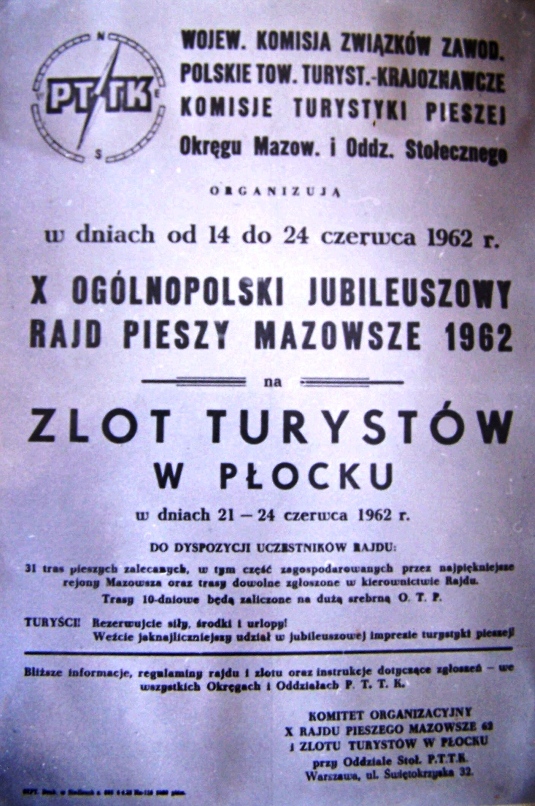 N
PTTK
E
S
WOJEW. KOMISJA ZWIĄZKÓW ZAWOD.
POLSKIE TOW. TURYST.-KRAJOZNAWCZE
KOMISJE TURYSTYKI PIESZEJ
Okręgu Mazow. i Oddz. Stołecznego
ORGANIZUJĄ
w dniach od 14 do 24 czerwca 1962 r.
X OGÓLNOPOLSKI JUBILEUSZOWY
RAJD PIESZY MAZOWSZE 1962
na
ZLOT TURYSTÓW
W PŁOCKU
w dniach 21 — 24 czerwca 1962 r.
DO DYSPOZYCJI UCZESTNIKÓW RAJDU:
31 tras pieszych zalecanych, w tym część zagospodarowanych przez najpiękniejsze
rejony Mazowsza oraz trasy dowolne zgłoszone w kierownictwie Rajdu.
Trasy 10-dniowe będą zaliczone na dużą srebrną O. T. P.
TURYŚCI! Rezerwujcie siły, środki i urlopy!
Weźcie jaknajliczniejszy udział w jubileuszowej imprezie turystyki pieszej!
Bliższe informacje, regulaminy rajdu i zlotu oraz instrukcje dotyczące zgłoszeń — we
wszystkich Okręgach i Oddziałach P. T. T. K.
KOMITET ORGANIZACYJNY
X RAJDU PIESZEGO MAZOWSZE 62
i ZLOTU TURYSTÓW W PŁOCKU
przy Oddziale Stoł. P.T.T.K.
Warszawa, ul. Świętokrzyska 32.